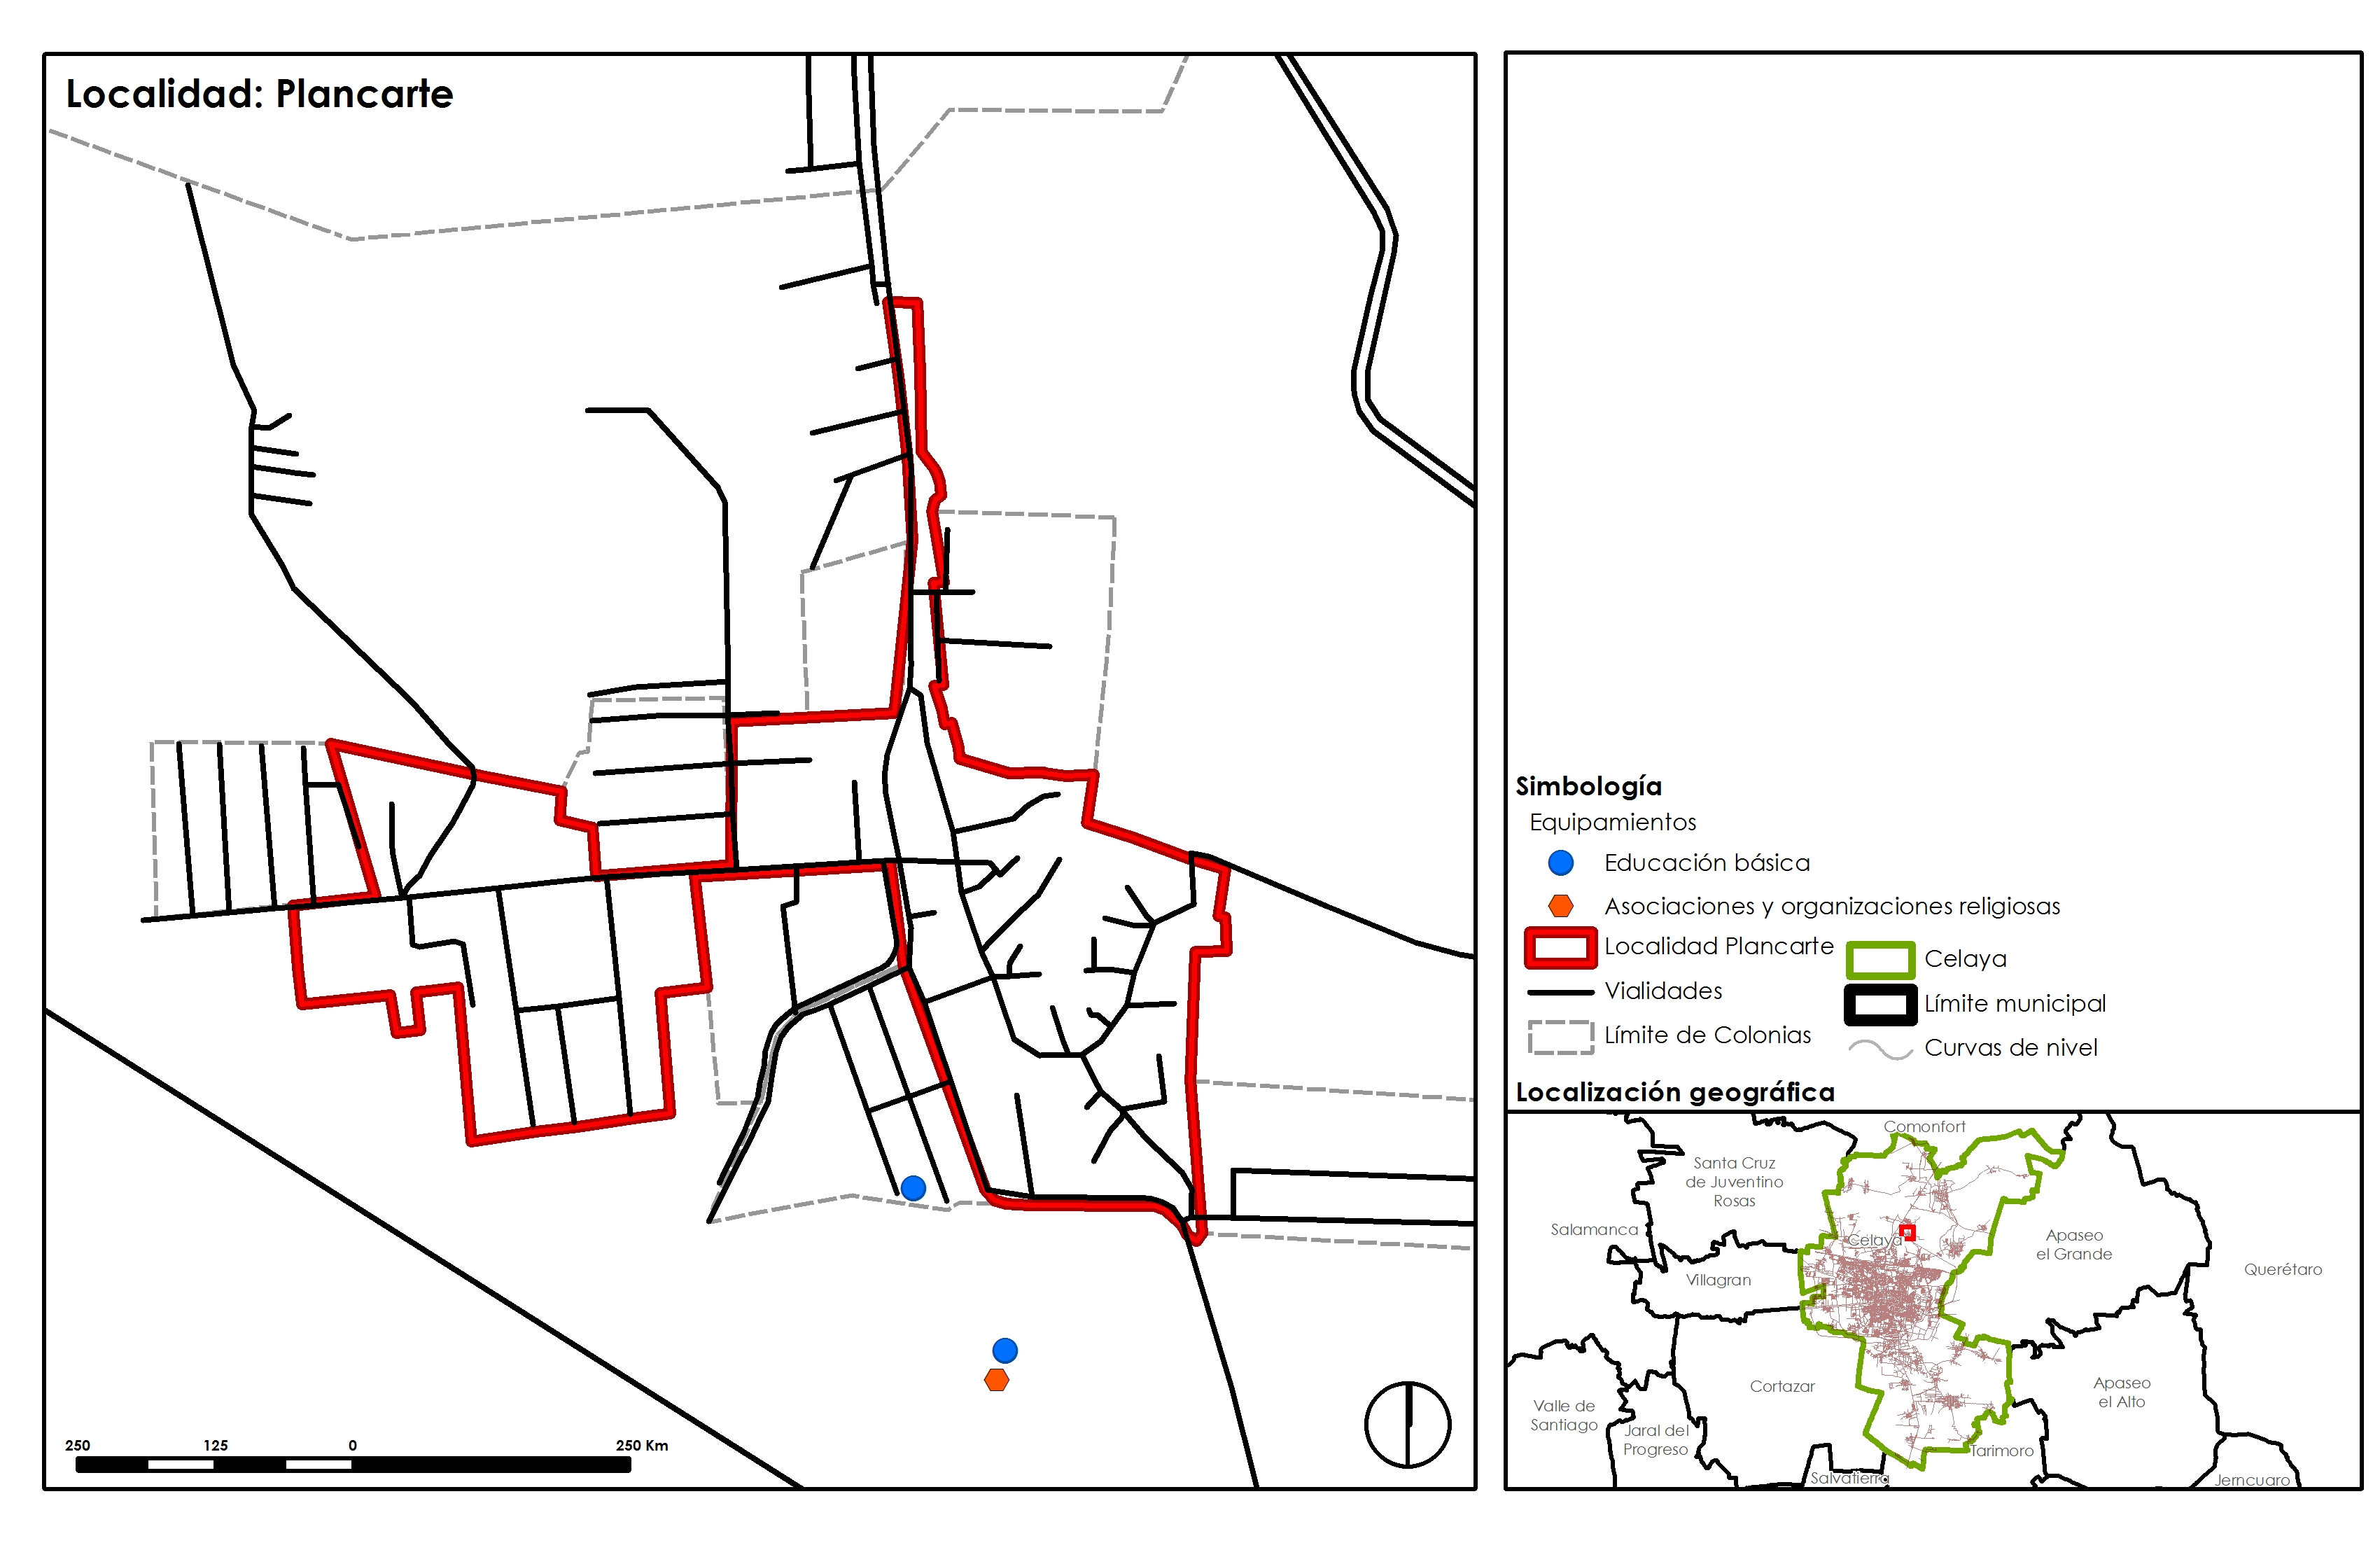 Localidad: Plancarte
250 125 0 250 Km
Simbología
Equipamientos
Educación básica
Asociaciones y organizaciones religiosas
Localidad Plancarte
Vialidades
Límite de Colonias
Celaya
Límite municipal
Curvas de nivel
Localización geográfica
Comonfort
Santa Cruz
de Juventino
Rosas
Salamanca
Celaya
Apaseo
el Grande
Querétaro
Villagran
Cortazar
Apaseo
el Alto
Valle de
Santiago
Jaral del
Progreso
Tarimoro
Salvatierra
Jerncuaro